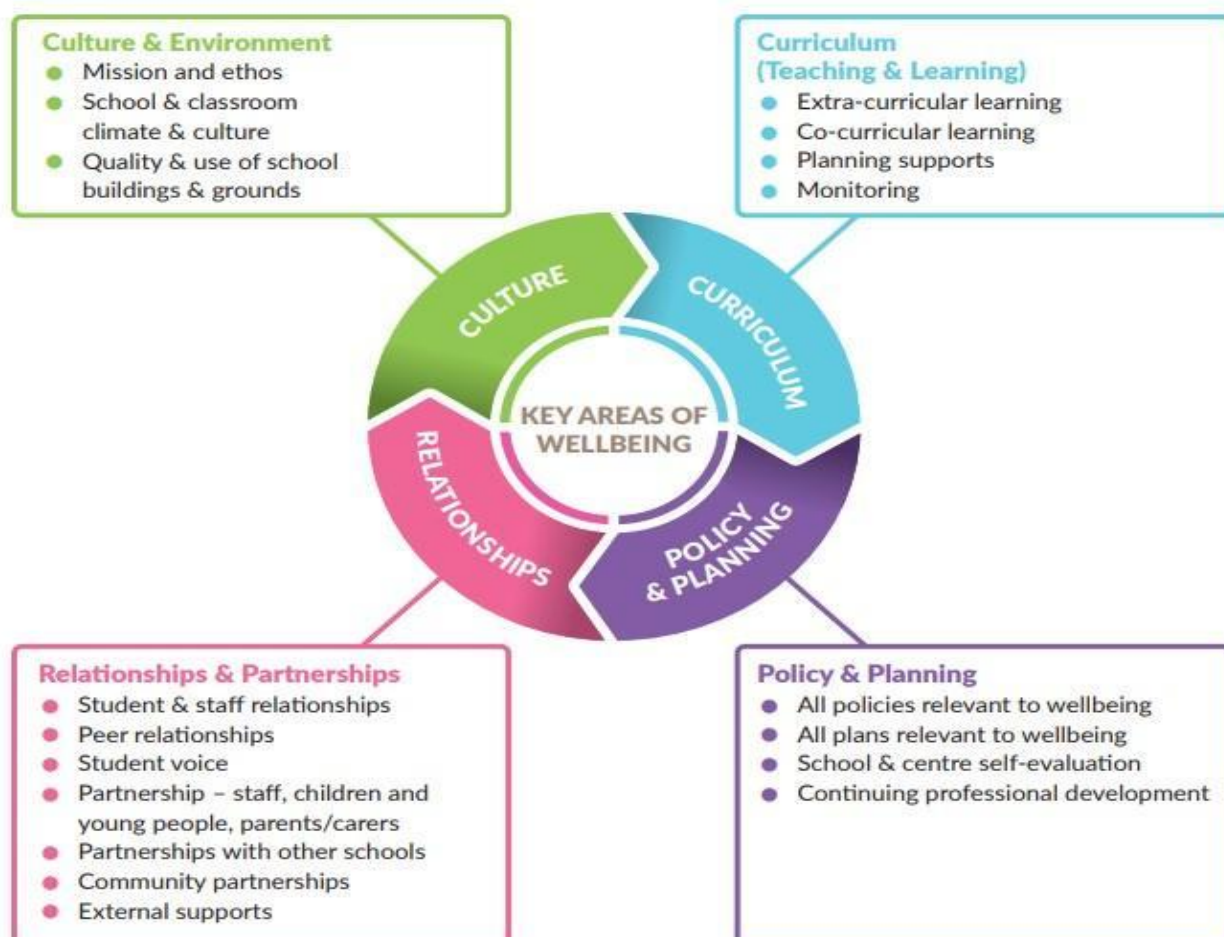 Culture & Environment
● Mission and ethos
● School & classroom
climate & culture
● Quality & use of school
buildings & grounds
Curriculum
(Teaching & Learning)
● Extra-curricular learning
● Co-curricular learning
● Planning supports
● Monitoring
CULTURE
CURRICULUM
KEY AREAS OF
WELLBEING
RELATIONSHIPS
POLICY
& PLANNING
Relationships & Partnerships
● Student & staff relationships
● Peer relationships
● Student voice
● Partnership – staff, children and
young people, parents/carers
● Partnerships with other schools
● Community partnerships
● External supports
Policy & Planning
● All policies relevant to wellbeing
● All plans relevant to wellbeing
● School & centre self-evaluation
● Continuing professional development